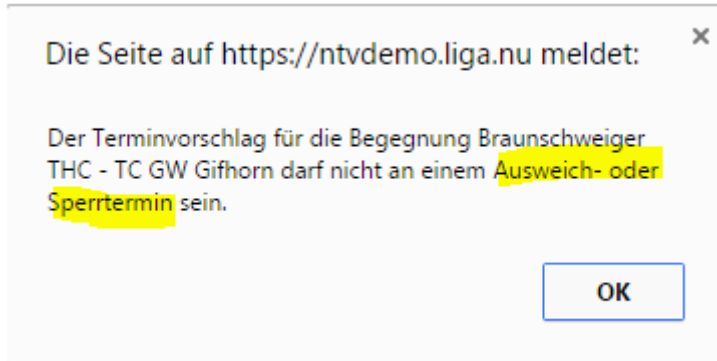 Die Seite auf https://ntvdemo.liga.nu meldet:
Der Terminvorschlag für die Begegnung Braunschweiger
THC - TC GW Gifhorn darf nicht an einem Ausweich- oder
Sperrtermin sein.
OK